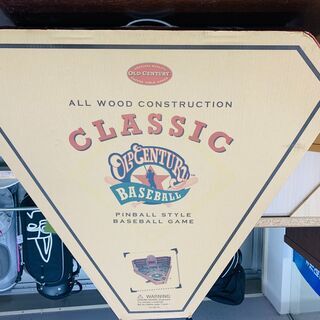 OLD CENTURY
ALL WOOD CONSTRUCTION
CLASSIC
OLD CENTURY
BASEBALL
PINBALL STYLE
BASEBALL GAME
WARNING